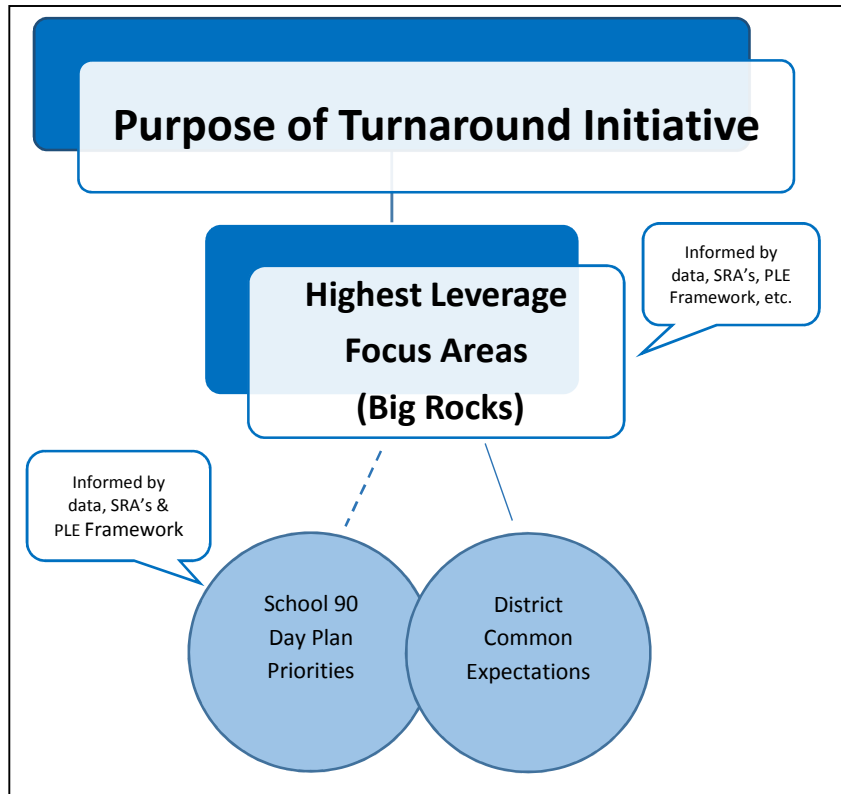 Purpose of Turnaround Initiative
Highest Leverage
Focus Areas
(Big Rocks)
Informed by
data, SRA’s, PLE
Framework, etc.
Informed by
data, SRA’s &
PLE Framework
School 90
Day Plan
Priorities
District
Common
Expectations